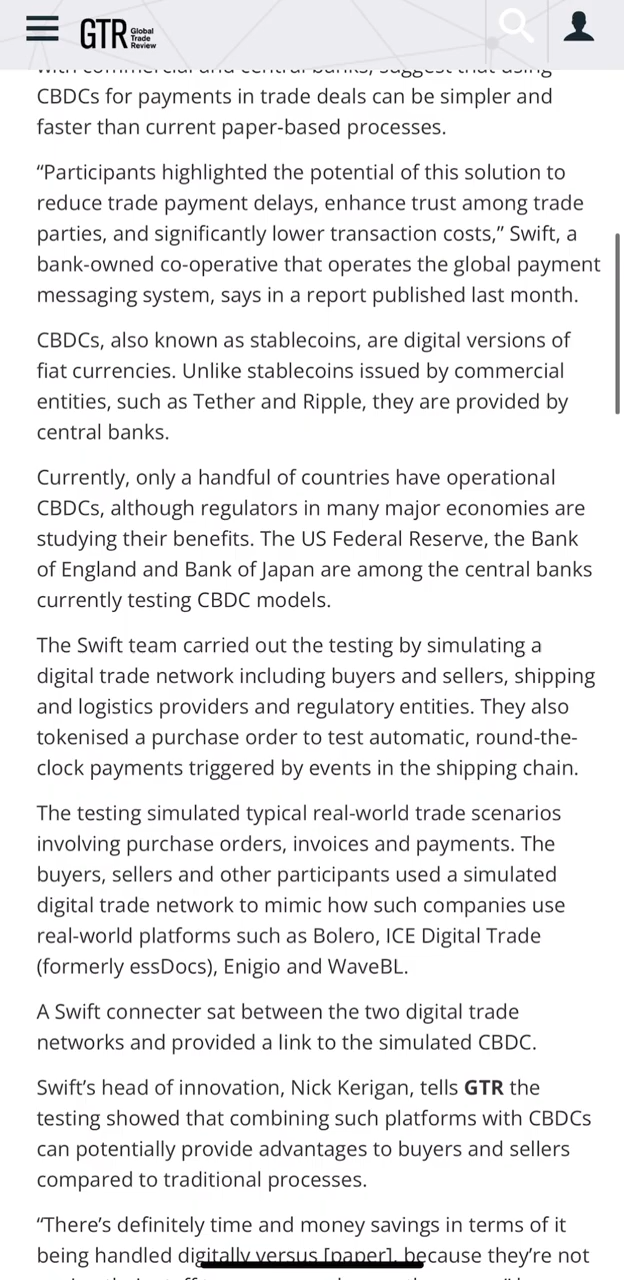 GTR Global
Trade
Review
with commercial and central banks, suggest that using
CBDCs for payments in trade deals can be simpler and
faster than current paper-based processes.
“Participants highlighted the potential of this solution to
reduce trade payment delays, enhance trust among trade
parties, and significantly lower transaction costs,” Swift, a
bank-owned co-operative that operates the global payment
messaging system, says in a report published last month.
CBDCs, also known as stablecoins, are digital versions of
fiat currencies. Unlike stablecoins issued by commercial
entities, such as Tether and Ripple, they are provided by
central banks.
Currently, only a handful of countries have operational
CBDCs, although regulators in many major economies are
studying their benefits. The US Federal Reserve, the Bank
of England and Bank of Japan are among the central banks
currently testing CBDC models.
The Swift team carried out the testing by simulating a
digital trade network including buyers and sellers, shipping
and logistics providers and regulatory entities. They also
tokenised a purchase order to test automatic, round-the-
clock payments triggered by events in the shipping chain.
The testing simulated typical real-world trade scenarios
involving purchase orders, invoices and payments. The
buyers, sellers and other participants used a simulated
digital trade network to mimic how such companies use
real-world platforms such as Bolero, ICE Digital Trade
(formerly essDocs), Enigio and WaveBL.
A Swift connecter sat between the two digital trade
networks and provided a link to the simulated CBDC.
Swift’s head of innovation, Nick Kerigan, tells GTR the
testing showed that combining such platforms with CBDCs
can potentially provide advantages to buyers and sellers
compared to traditional processes.
“There’s definitely time and money savings in terms of it
being handled digitally versus [paper], because they’re not